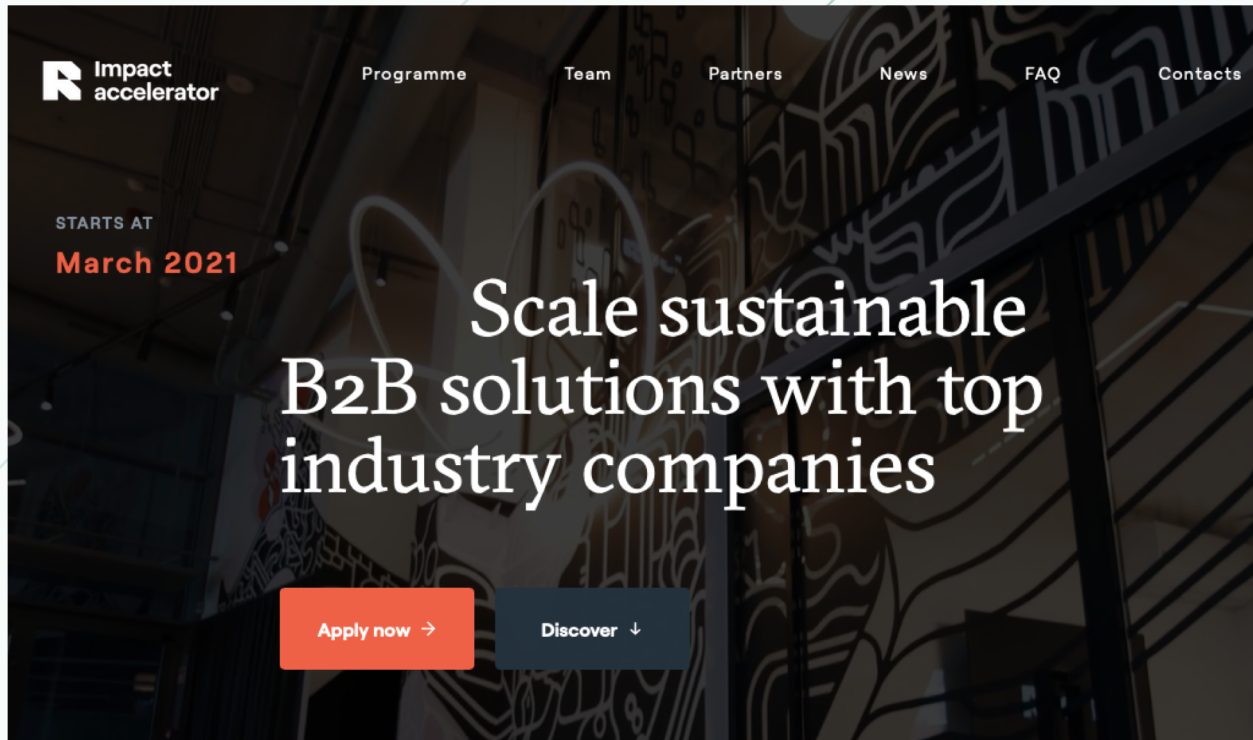 Impact
accelerator
Programme
Team
Partners
News
FAQ
Contacts
STARTS AT
March 2021
Scale sustainable
B2B solutions with top
industry companies
Apply now →
Discover ↓